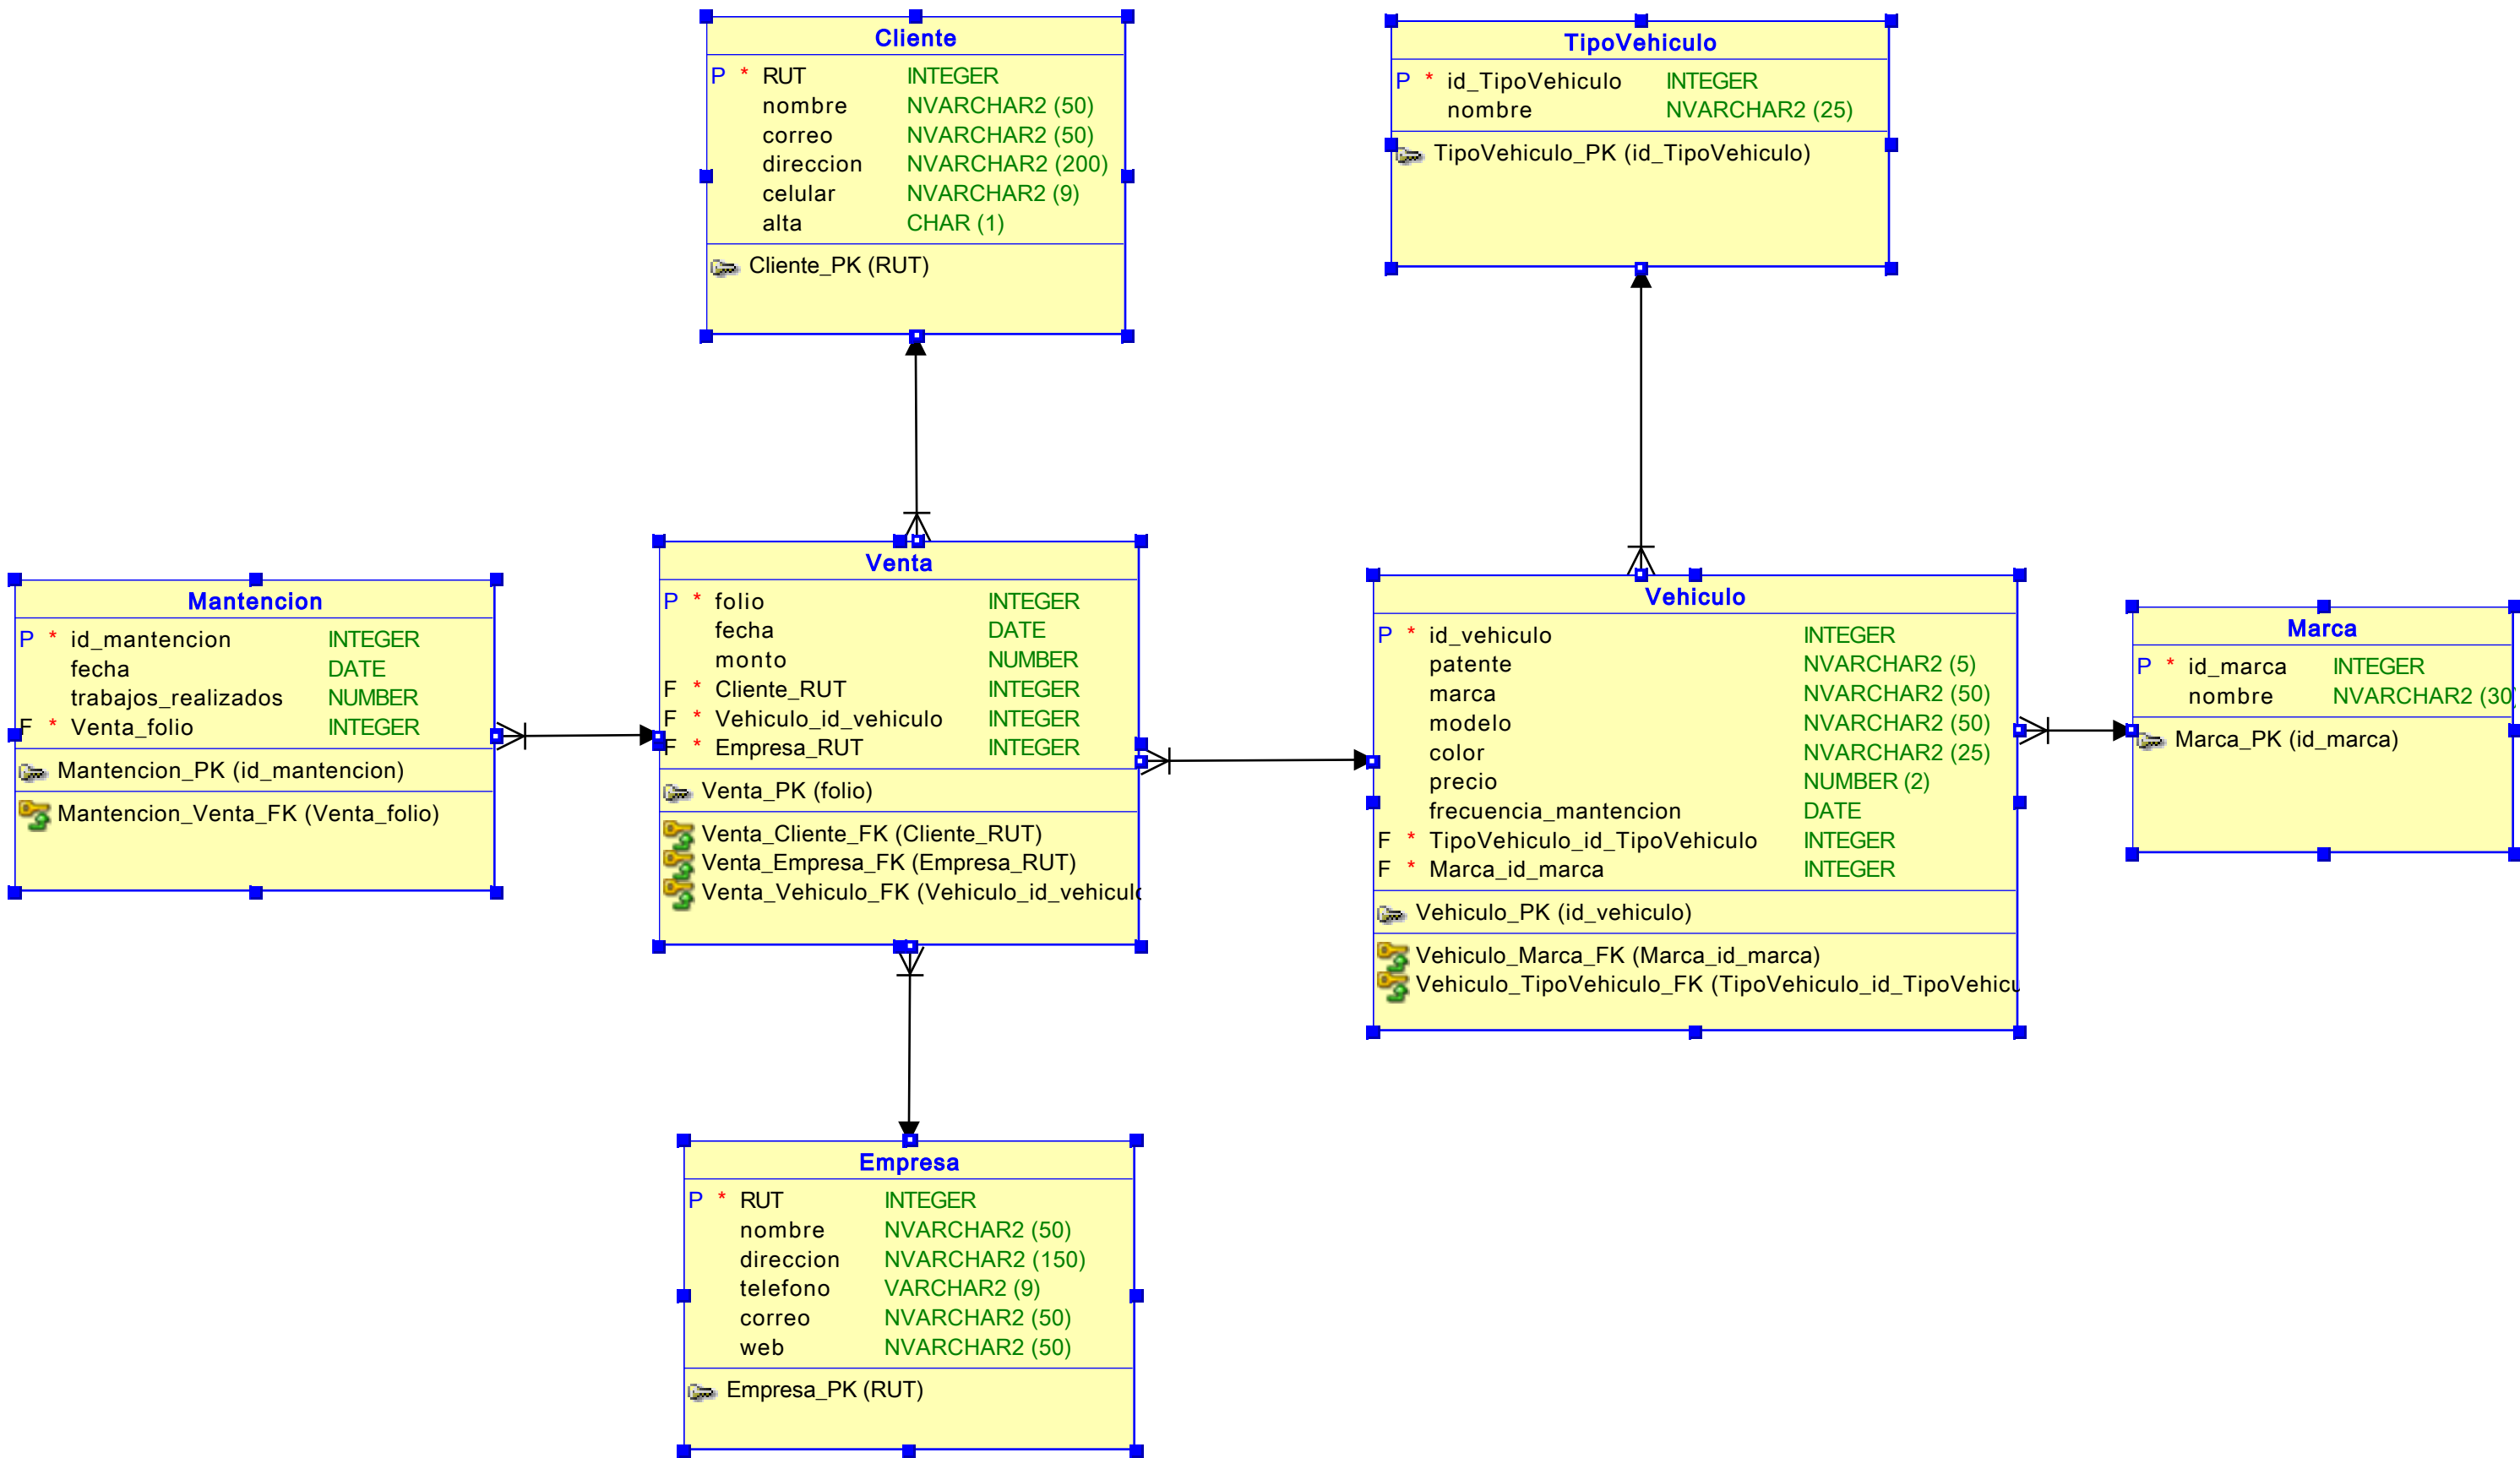 Cliente
P * RUT INTEGER
nombre NVARCHAR2 (50)
correo NVARCHAR2 (50)
direccion NVARCHAR2 (200)
celular NVARCHAR2 (9)
alta CHAR (1)
Cliente_PK (RUT)
TipoVehiculo
P * id_TipoVehiculo INTEGER
nombre NVARCHAR2 (25)
TipoVehiculo_PK (id_TipoVehiculo)
Mantencion
P * id_mantencion INTEGER
fecha DATE
trabajos_realizados NUMBER
F * Venta_folio INTEGER
Mantencion_PK (id_mantencion)
Mantencion_Venta_FK (Venta_folio)
Venta
P * folio INTEGER
fecha DATE
monto NUMBER
F * Cliente_RUT INTEGER
F * Vehiculo_id_vehiculo INTEGER
F * Empresa_RUT INTEGER
Venta_PK (folio)
Venta_Cliente_FK (Cliente_RUT)
Venta_Empresa_FK (Empresa_RUT)
Venta_Vehiculo_FK (Vehiculo_id_vehiculo
Vehiculo
P * id_vehiculo INTEGER
patente NVARCHAR2 (5)
marca NVARCHAR2 (50)
modelo NVARCHAR2 (50)
color NVARCHAR2 (25)
precio NUMBER (2)
frecuencia_mantencion DATE
F * TipoVehiculo_id_TipoVehiculo INTEGER
F * Marca_id_marca INTEGER
Vehiculo_PK (id_vehiculo)
Vehiculo_Marca_FK (Marca_id_marca)
Vehiculo_TipoVehiculo_FK (TipoVehiculo_id_TipoVehicu
Marca
P * id_marca INTEGER
nombre NVARCHAR2 (30)
Marca_PK (id_marca)
Empresa
P * RUT INTEGER
nombre NVARCHAR2 (50)
direccion NVARCHAR2 (150)
telefono VARCHAR2 (9)
correo NVARCHAR2 (50)
web NVARCHAR2 (50)
Empresa_PK (RUT)